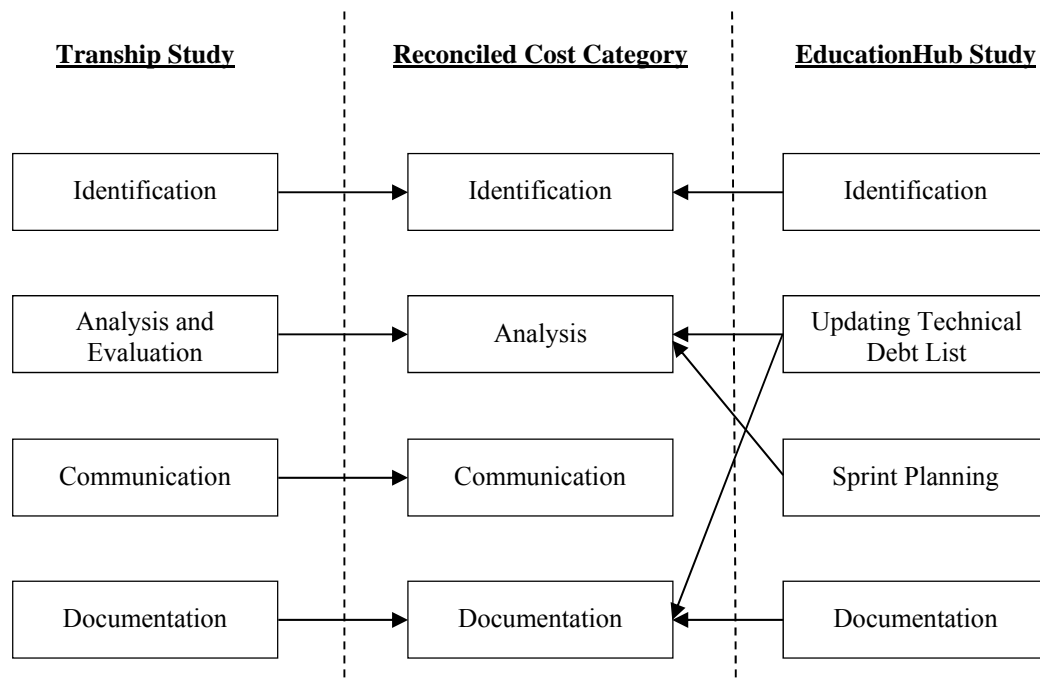 Tranship Study
Reconciled Cost Category
EducationHub Study
Identification
Identification
Identification
Analysis and
Evaluation
Analysis
Updating Technical
Debt List
Communication
Communication
Sprint Planning
Documentation
Documentation
Documentation